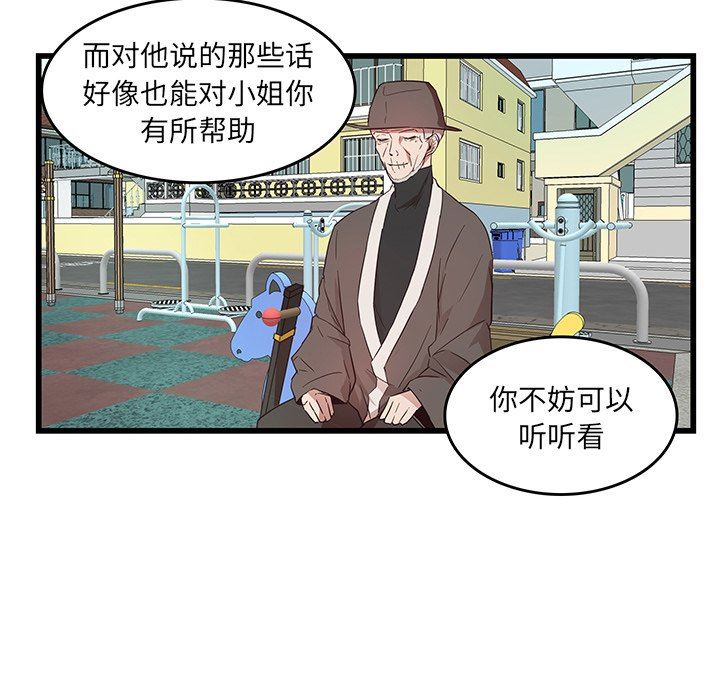 而对他说的那些话
好像也能对小姐你
有所帮助
你不妨可以
听听看